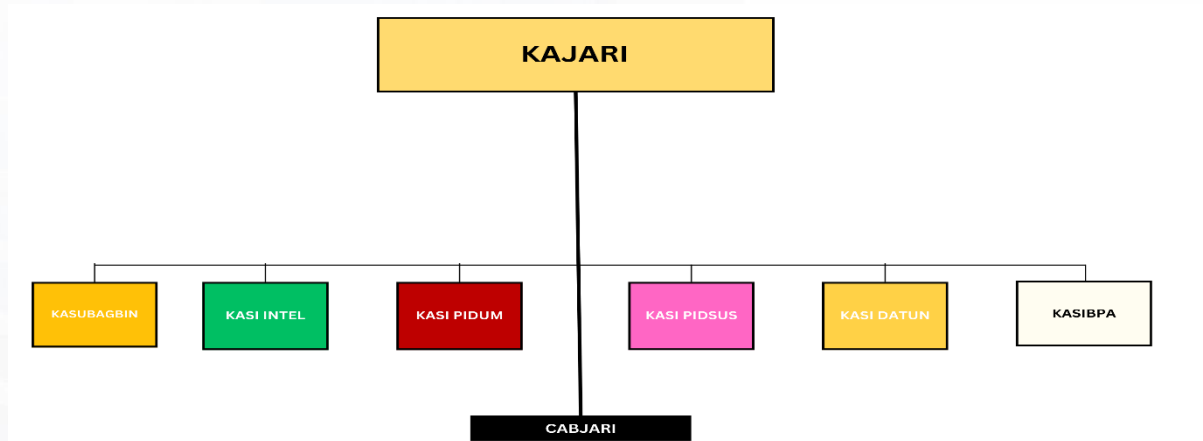 KAJARI
KASUBAGBIN
KASI INTEL
KASI PIDUM
KASI PIDSUS
KASI DATUN
KASIBPA
CABJARI